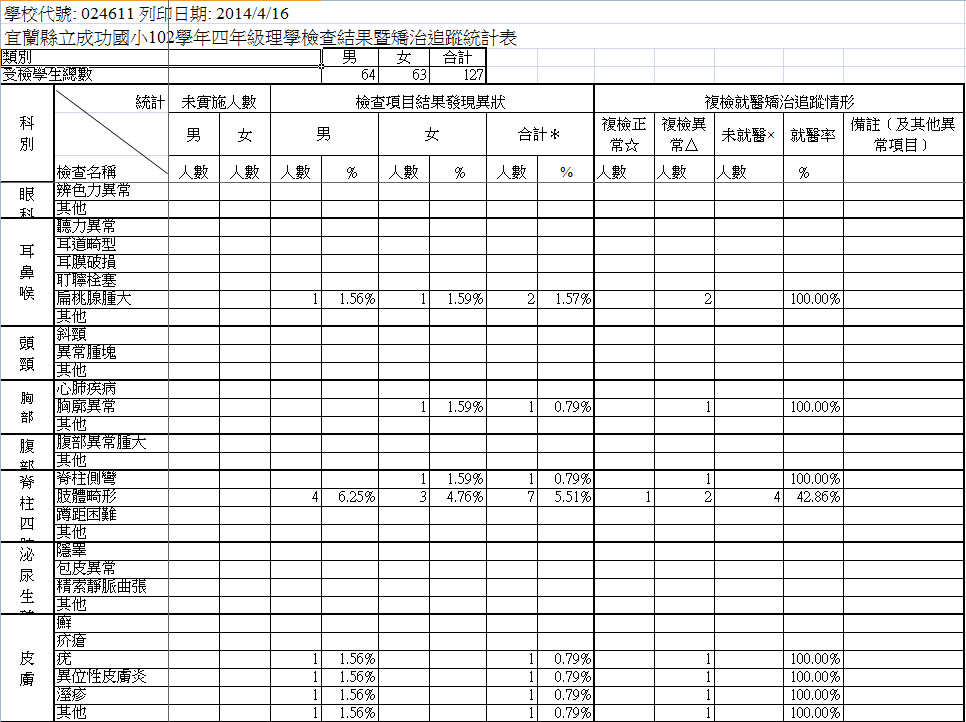 學校代號: 024611 列印日期: 2014/4/16
宜蘭縣立成功國小102學年四年級理學檢查結果暨矯治追蹤統計表
類別 男 女 合計
受檢學生總數 64 63 127
科別 統計 檢查名稱 未實施人數 檢查項目結果發現異狀 複檢就醫矯治追蹤情形
男 女 男 女 合計＊ 複檢正常☆ 複檢異常△ 未就醫× 就醫率 備註（及其他異常項目）
人數 人數 人數 % 人數 % 人數 % 人數 人數 人數 %
眼科 辨色力異常
其他
耳鼻喉 聽力異常
耳道畸型
耳膜破損
耵聹栓塞
扁桃腺腫大 1 1.56% 1 1.59% 2 1.57% 2 100.00%
其他
頭頸 斜頸
異常腫塊
其他
胸部 心肺疾病
胸廓異常 1 1.59% 1 0.79% 1 100.00%
其他
腹部 腹部異常腫大
其他
脊柱四 脊柱側彎 1 1.59% 1 0.79% 1 100.00%
肢體畸形 4 6.25% 3 4.76% 7 5.51% 1 2 4 42.86%
蹲距困難
其他
泌尿生 隱睪
包皮異常
精索靜脈曲張
其他
皮膚 癬
疥瘡
疣 1 1.56% 1 0.79% 1 100.00%
異位性皮膚炎 1 1.56% 1 0.79% 1 100.00%
溼疹 1 1.56% 1 0.79% 1 100.00%
其他 1 1.56% 1 0.79% 1 100.00%